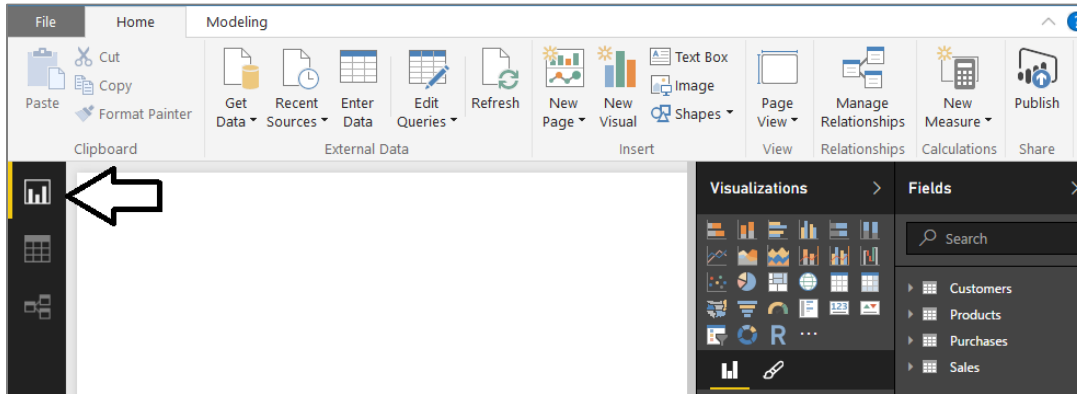 File Home Modeling
Cut
Copy
Format Painter
Paste
Clipboard
Get Data
Recent Sources
Enter Data
Edit Queries
Refresh
External Data
New Page
New Visual
Text Box
Image
Shapes
Insert
Page View
View
Manage Relationships
Relationships
New Measure
Calculations
Publish
Share
Visualizations
123
R
Fields
Search
Customers
Products
Purchases
Sales